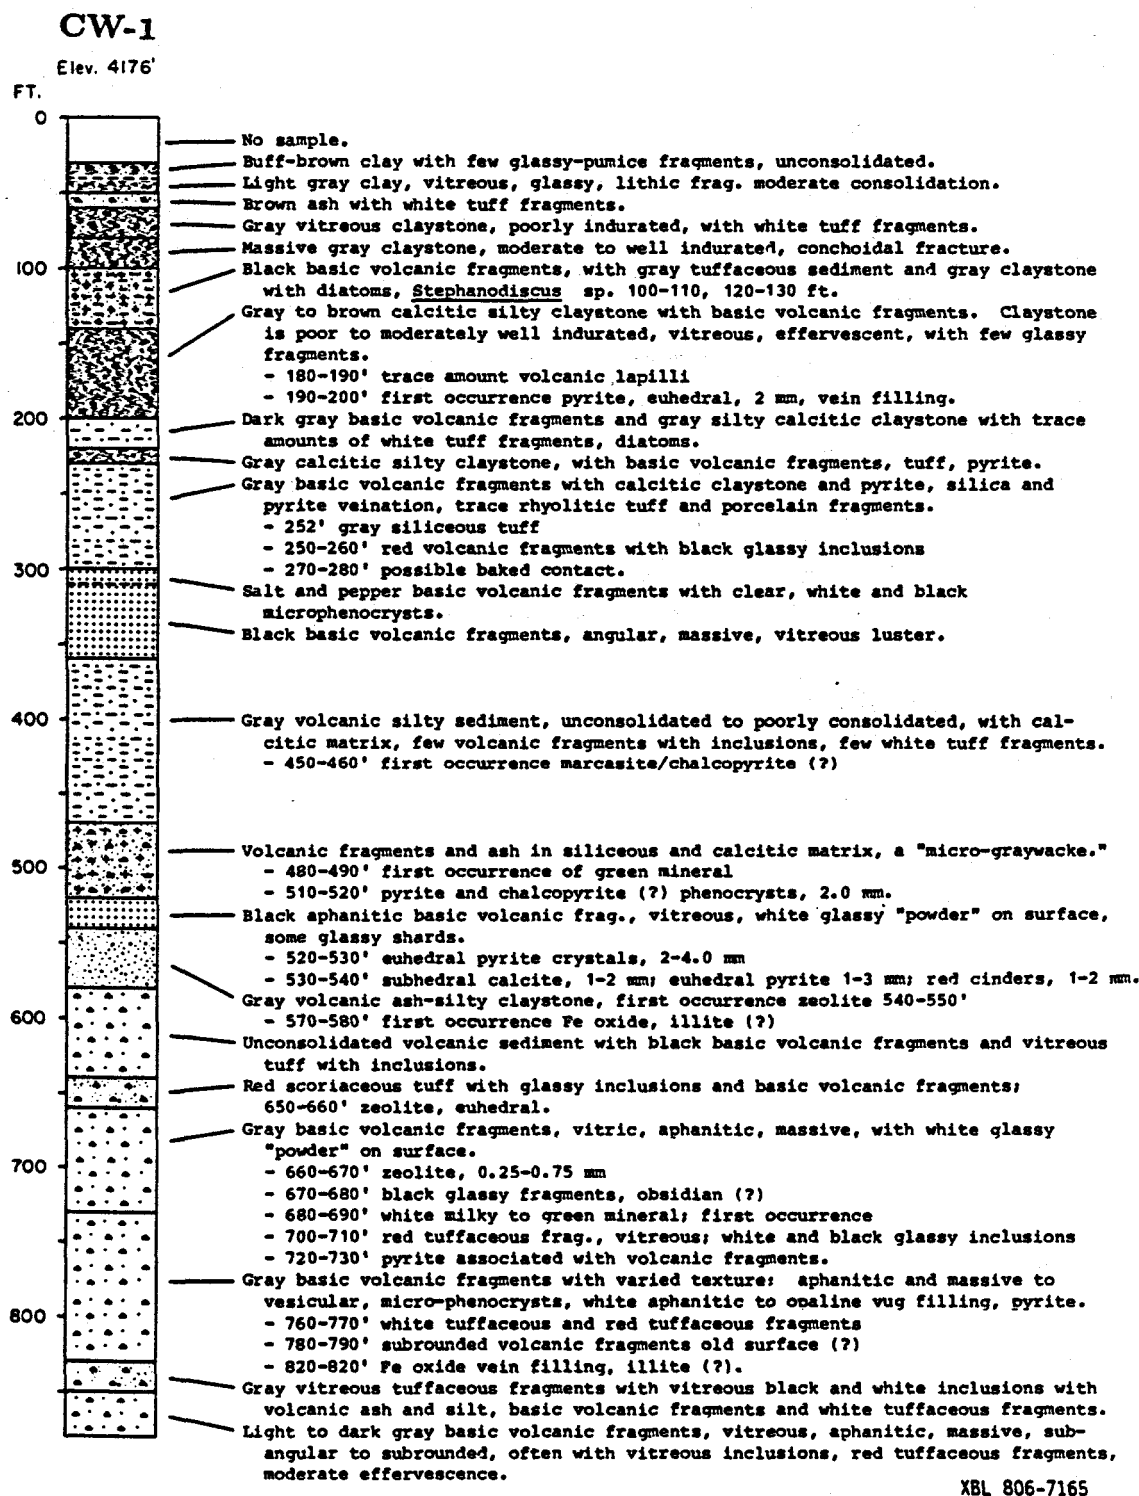 CW-1
Elev. 4176'
FT.
0
No sample.
Buff-brown clay with few glassy-pumice fragments, unconsolidated.
Light gray clay, vitreous, glassy, lithic frag. moderate consolidation.
Brown ash with white tuff fragments.
Gray vitreous claystone, poorly indurated, with white tuff fragments.
Massive gray claystone, moderate to well indurated, conchoidal fracture.
100
Black basic volcanic fragments, with gray tuffaceous sediment and gray claystone
with diatoms, Stephanodiscus sp. 100-110, 120-130 ft.
Gray to brown calcitic silty claystone with basic volcanic fragments. Claystone
is poor to moderately well indurated, vitreous, effervescent, with few glassy
fragments.
- 180-190' trace amount volcanic lapilli
- 190-200' first occurrence pyrite, euhedral, 2 mm, vein filling.
200
Dark gray basic volcanic fragments and gray silty calcitic claystone with trace
amounts of white tuff fragments, diatoms.
Gray calcitic silty claystone, with basic volcanic fragments, tuff, pyrite.
Gray basic volcanic fragments with calcitic claystone and pyrite, silica and
pyrite veination, trace rhyolitic tuff and porcelain fragments.
- 252' gray siliceous tuff
- 250-260' red volcanic fragments with black glassy inclusions
- 270-280' possible baked contact.
300
Salt and pepper basic volcanic fragments with clear, white and black
microphenocrysts.
Black basic volcanic fragments, angular, massive, vitreous luster.
400
Gray volcanic silty sediment, unconsolidated to poorly consolidated, with cal-
citic matrix, few volcanic fragments with inclusions, few white tuff fragments.
- 450-460' first occurrence marcasite/chalcopyrite (?)
500
Volcanic fragments and ash in siliceous and calcitic matrix, a "micro-graywacke."
- 480-490' first occurrence of green mineral
- 510-520' pyrite and chalcopyrite (?) phenocrysts, 2.0 mm.
Black aphanitic basic volcanic frag., vitreous, white glassy "powder" on surface,
some glassy shards.
- 520-530' euhedral pyrite crystals, 2-4.0 mm
- 530-540' subhedral calcite, 1-2 mm; euhedral pyrite 1-3 mm; red cinders, 1-2 mm.
Gray volcanic ash-silty claystone, first occurrence zeolite 540-550'
- 570-580' first occurrence Fe oxide, illite (?)
600
Unconsolidated volcanic sediment with black basic volcanic fragments and vitreous
tuff with inclusions.
Red scoriaceous tuff with glassy inclusions and basic volcanic fragments;
650-660' zeolite, euhedral.
Gray basic volcanic fragments, vitric, aphanitic, massive, with white glassy
"powder" on surface.
- 660-670' zeolite, 0.25-0.75 mm
700
- 670-680' black glassy fragments, obsidian (?)
- 680-690' white milky to green mineral; first occurrence
- 700-710' red tuffaceous frag., vitreous; white and black glassy inclusions
- 720-730' pyrite associated with volcanic fragments.
Gray basic volcanic fragments with varied texture: aphanitic and massive to
vesicular, micro-phenocrysts, white aphanitic to opaline vug filling, pyrite.
800
- 760-770' white tuffaceous and red tuffaceous fragments
- 780-790' subrounded volcanic fragments old surface (?)
- 820-820' Fe oxide vein filling, illite (?).
Gray vitreous tuffaceous fragments with vitreous black and white inclusions with
volcanic ash and silt, basic volcanic fragments and white tuffaceous fragments.
Light to dark gray basic volcanic fragments, vitreous, aphanitic, massive, sub-
angular to subrounded, often with vitreous inclusions, red tuffaceous fragments,
moderate effervescence.
XBL 806-7165